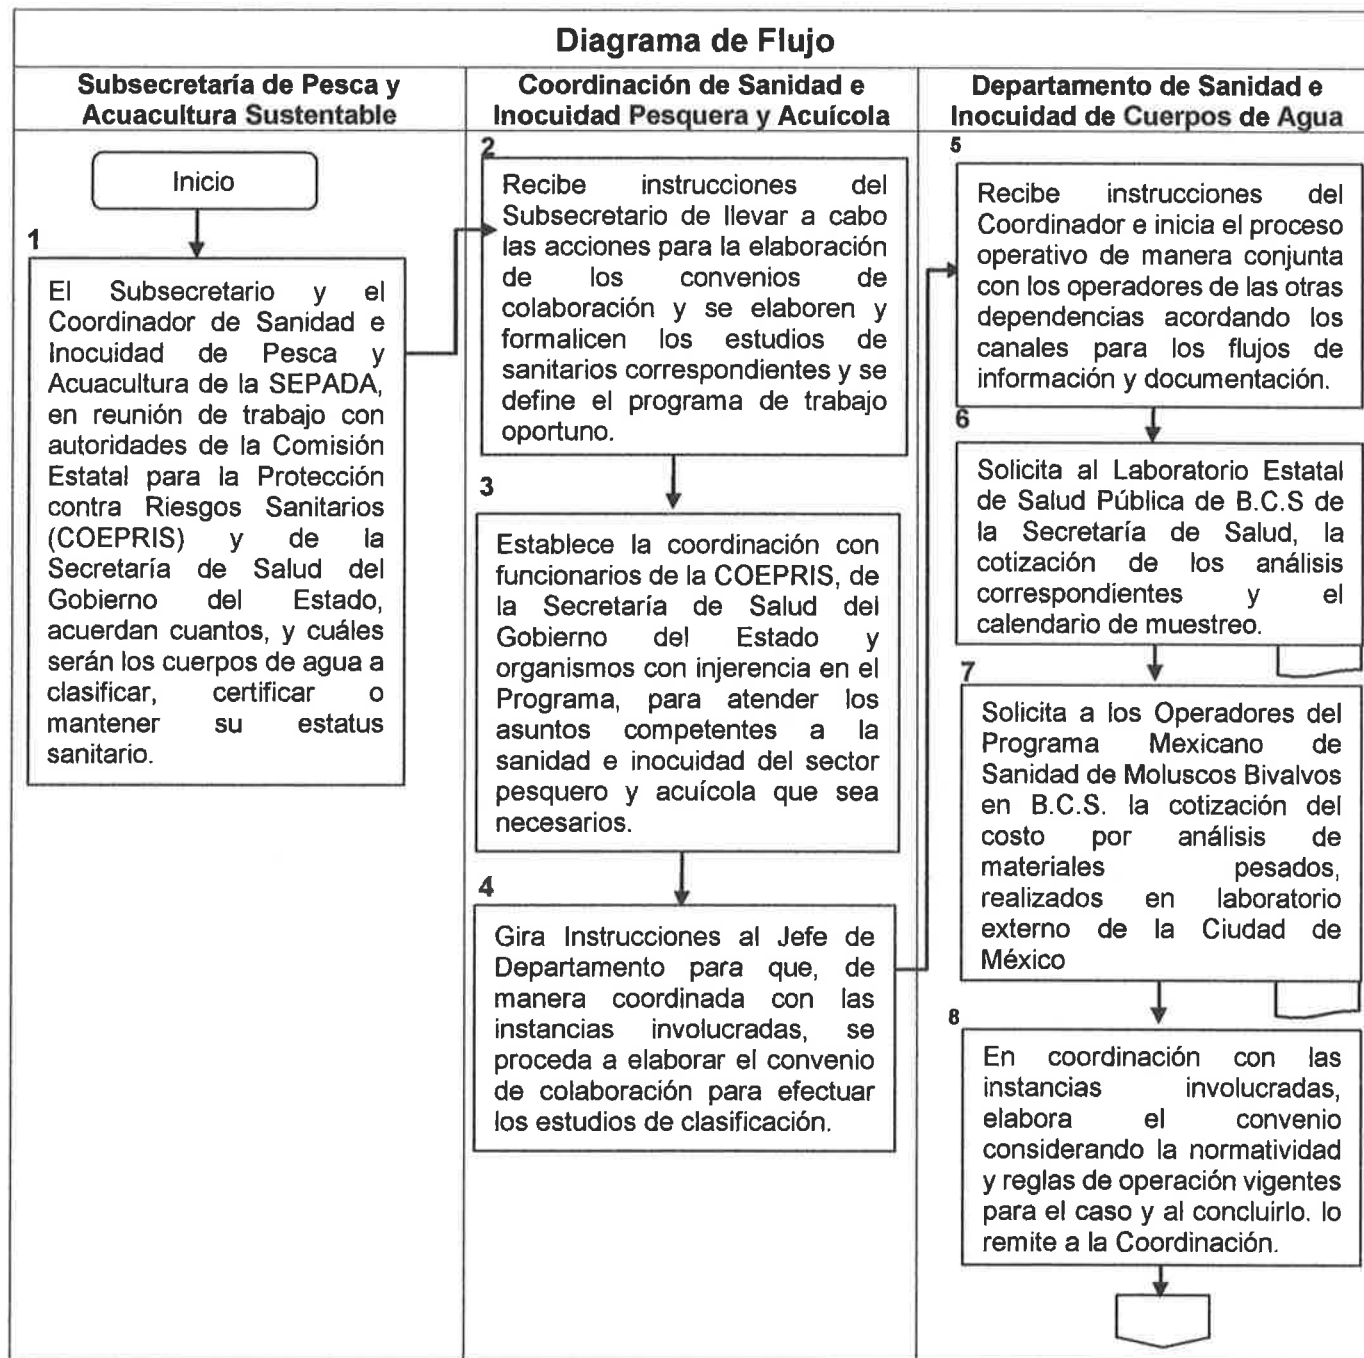 Diagrama de Flujo
Subsecretaría de Pesca y
Acuacultura Sustentable
Coordinación de Sanidad e
Inocuidad Pesquera y Acuícola
Departamento de Sanidad e
Inocuidad de Cuerpos de Agua
Inicio
1
El Subsecretario y el
Coordinador de Sanidad e
Inocuidad de Pesca y
Acuacultura de la SEPADA,
en reunión de trabajo con
autoridades de la Comisión
Estatal para la Protección
contra Riesgos Sanitarios
(COEPRIS) y de la
Secretaría de Salud del
Gobierno del Estado,
acuerdan cuantos, y cuáles
serán los cuerpos de agua a
clasificar, certificar o
mantener su estatus
sanitario.
2
Recibe instrucciones del
Subsecretario de llevar a cabo
las acciones para la elaboración
de los convenios de
colaboración y se elaboren y
formalicen los estudios de
sanitarios correspondientes y se
define el programa de trabajo
oportuno.
3
Establece la coordinación con
funcionarios de la COEPRIS, de
la Secretaría de Salud del
Gobierno del Estado y
organismos con injerencia en el
Programa, para atender los
asuntos competentes a la
sanidad e inocuidad del sector
pesquero y acuícola que sea
necesarios.
4
Gira Instrucciones al Jefe de
Departamento para que, de
manera coordinada con las
instancias involucradas, se
proceda a elaborar el convenio
de colaboración para efectuar
los estudios de clasificación.
5
Recibe instrucciones del
Coordinador e inicia el proceso
operativo de manera conjunta
con los operadores de las otras
dependencias acordando los
canales para los flujos de
información y documentación.
6
Solicita al Laboratorio Estatal
de Salud Pública de B.C.S de
la Secretaría de Salud, la
cotización de los análisis
correspondientes y el
calendario de muestreo.
7
Solicita a los Operadores del
Programa Mexicano de
Sanidad de Moluscos Bivalvos
en B.C.S. la cotización del
costo por análisis de
materiales pesados,
realizados en laboratorio
externo de la Ciudad de
México
8
En coordinación con las
instancias involucradas,
elabora el convenio
considerando la normatividad
y reglas de operación vigentes
para el caso y al concluirlo. lo
remite a la Coordinación.